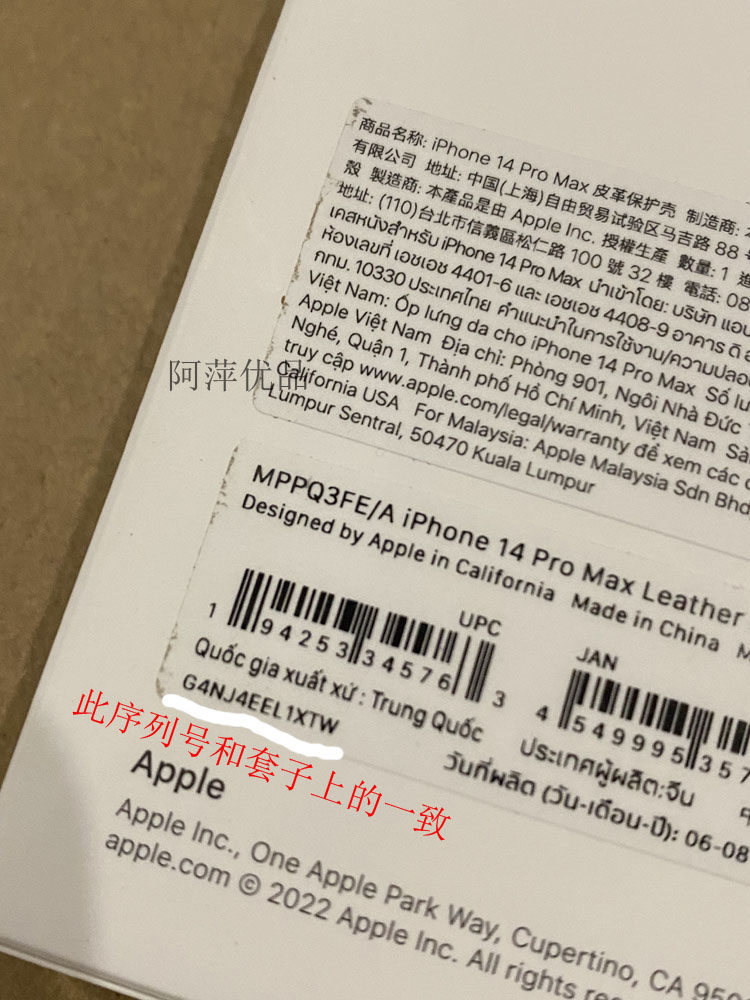 商品名称: iPhone 14 Pro Max 皮革保护壳 制造商:
有限公司 地址: 中国(上海)自由贸易试验区马吉路 88
殼 製造商: 本產品是由 Apple Inc. 授權生產 數量: 1
地址: (110)台北市信義區松仁路 100 號 32 樓 電話: 08
เคสหนังสำหรับ iPhone 14 Pro Max นำเข้าโดย: บริษัท แอป
ห้องเลขที่ เอชเอช 4401-6 และ เอชเอช 4408-9 อาคาร ดิ
กทม. 10330 ประเทศไทย คำแนะนำในการใช้งาน/ความปลอด
Việt Nam: Ốp lưng da cho iPhone 14 Pro Max Số lư
Apple Việt Nam Địa chỉ: Phòng 901, Ngôi Nhà Đức
Nghé, Quận 1, Thành phố Hồ Chí Minh, Việt Nam Sả
truy cập www.apple.com/legal/warranty để xem các
California USA For Malaysia: Apple Malaysia Sdn Bhd
Lumpur Sentral, 50470 Kuala Lumpur
阿萍优品
MPPQ3FE/A iPhone 14 Pro Max Leather
Designed by Apple in California Made in China M
UPC
1 94253 34576 3
JAN
4 549995 357
Quốc gia xuất xứ : Trung Quốc
ประเทศผู้ผลิต:จีน
G4NJ4EEL1XTW
วันที่ผลิต (วัน-เดือน-ปี): 06-08
此序列号和套子上的一致
Apple
Apple Inc., One Apple Park Way, Cupertino, CA 950
apple.com © 2022 Apple Inc. All rights res